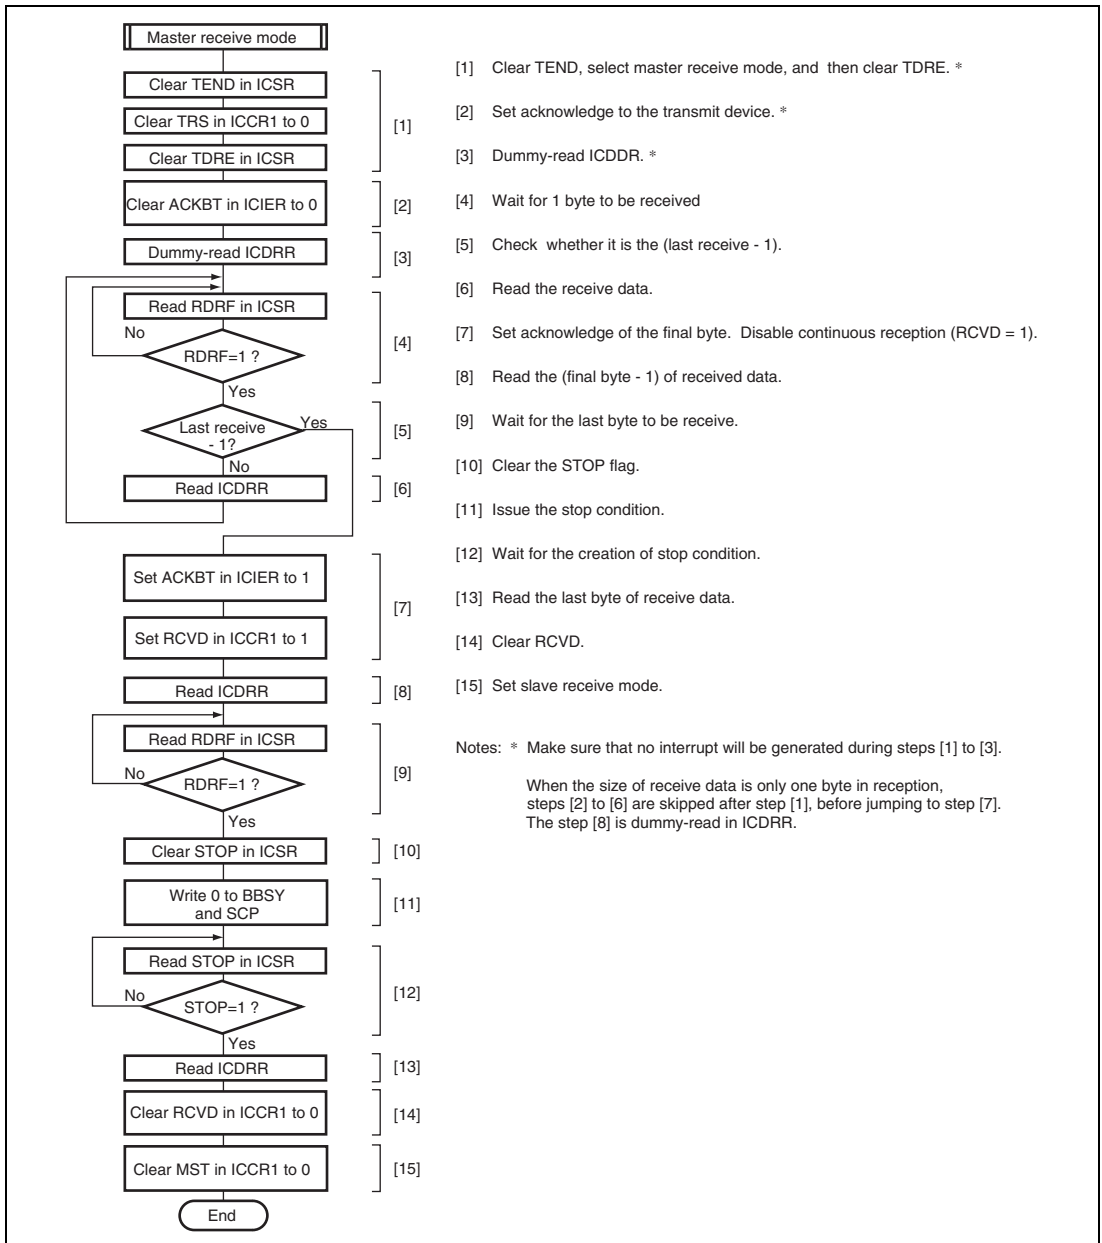 Master receive mode
Clear TEND in ICSR
Clear TRS in ICCR1 to 0
Clear TDRE in ICSR
[1]
Clear ACKBT in ICIER to 0
[2]
Dummy-read ICDRR
[3]
Read RDRF in ICSR
No
RDRF=1 ?
[4]
Yes
Last receive
- 1?
Yes
[5]
No
Read ICDRR
[6]
Set ACKBT in ICIER to 1
[7]
Set RCVD in ICCR1 to 1
Read ICDRR
[8]
Read RDRF in ICSR
No
RDRF=1 ?
[9]
Yes
Clear STOP in ICSR
[10]
Write 0 to BBSY
and SCP
[11]
Read STOP in ICSR
No
STOP=1 ?
[12]
Yes
Read ICDRR
[13]
Clear RCVD in ICCR1 to 0
[14]
Clear MST in ICCR1 to 0
[15]
End
[1] Clear TEND, select master receive mode, and then clear TDRE. *
[2] Set acknowledge to the transmit device. *
[3] Dummy-read ICDDR. *
[4] Wait for 1 byte to be received
[5] Check whether it is the (last receive - 1).
[6] Read the receive data.
[7] Set acknowledge of the final byte. Disable continuous reception (RCVD = 1).
[8] Read the (final byte - 1) of received data.
[9] Wait for the last byte to be receive.
[10] Clear the STOP flag.
[11] Issue the stop condition.
[12] Wait for the creation of stop condition.
[13] Read the last byte of receive data.
[14] Clear RCVD.
[15] Set slave receive mode.
Notes: * Make sure that no interrupt will be generated during steps [1] to [3].
When the size of receive data is only one byte in reception,
steps [2] to [6] are skipped after step [1], before jumping to step [7].
The step [8] is dummy-read in ICDRR.